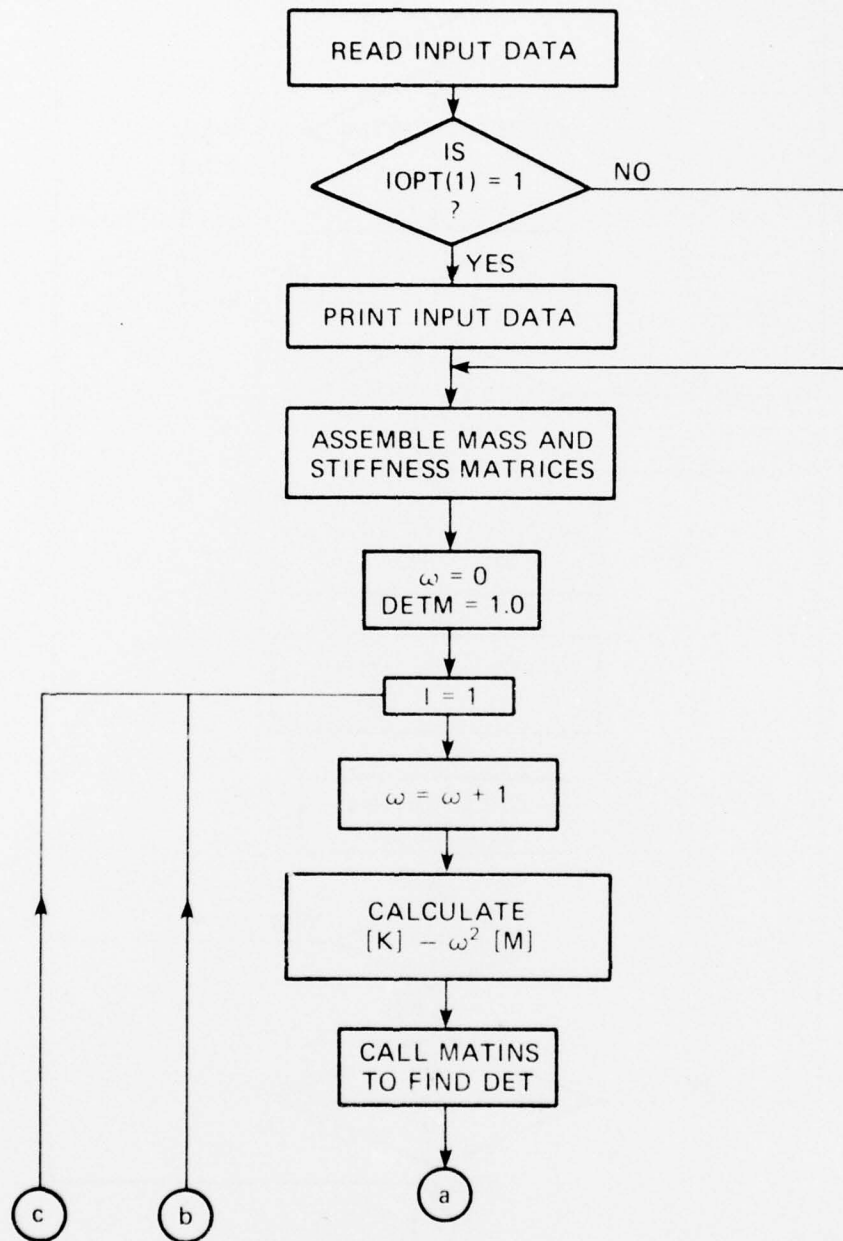 READ INPUT DATA
IS
IOPT(1) = 1
?
NO
YES
PRINT INPUT DATA
ASSEMBLE MASS AND
STIFFNESS MATRICES
ω = 0
DETM = 1.0
I = 1
ω = ω + 1
CALCULATE
[K] − ω² [M]
CALL MATINS
TO FIND DET
c
b
a